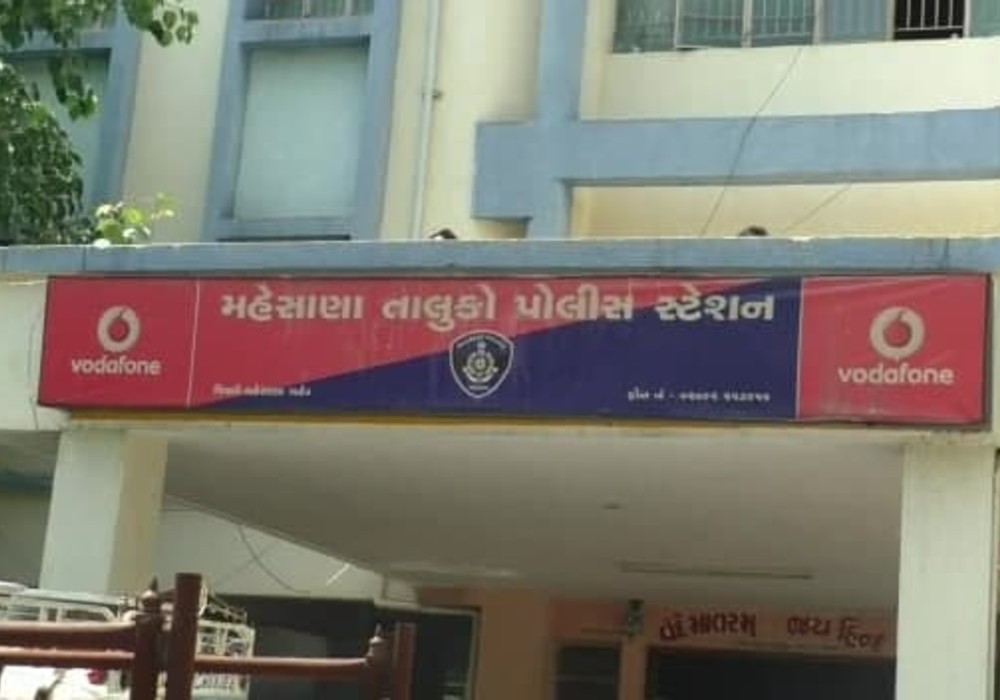 મહેસાણા તાલુકો પોલીસ સ્ટેશન
vodafone
vodafone
વંદે માતરમ્ જય હિન્દ